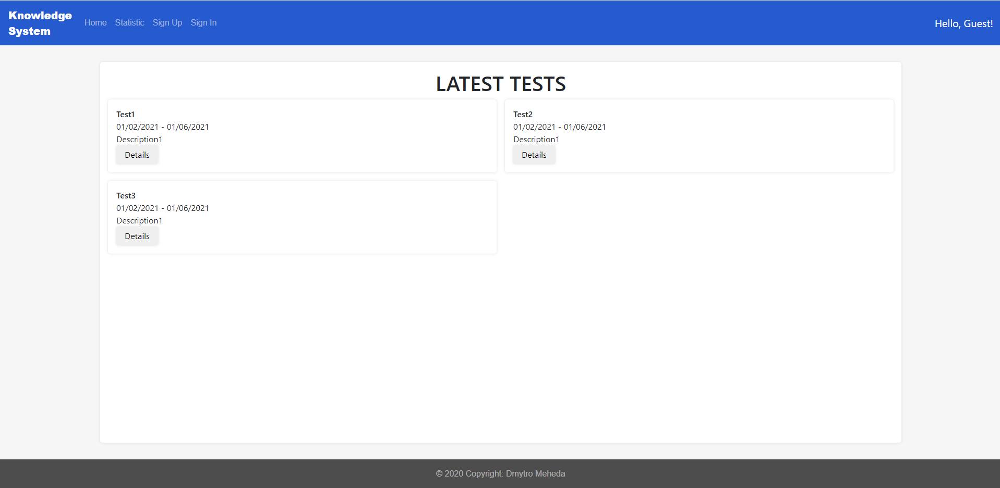 Knowledge
System
Home Statistic Sign Up Sign In
Hello, Guest!
LATEST TESTS
Test1
01/02/2021 - 01/06/2021
Description1
Details
Test2
01/02/2021 - 01/06/2021
Description1
Details
Test3
01/02/2021 - 01/06/2021
Description1
Details
© 2020 Copyright: Dmytro Meheda